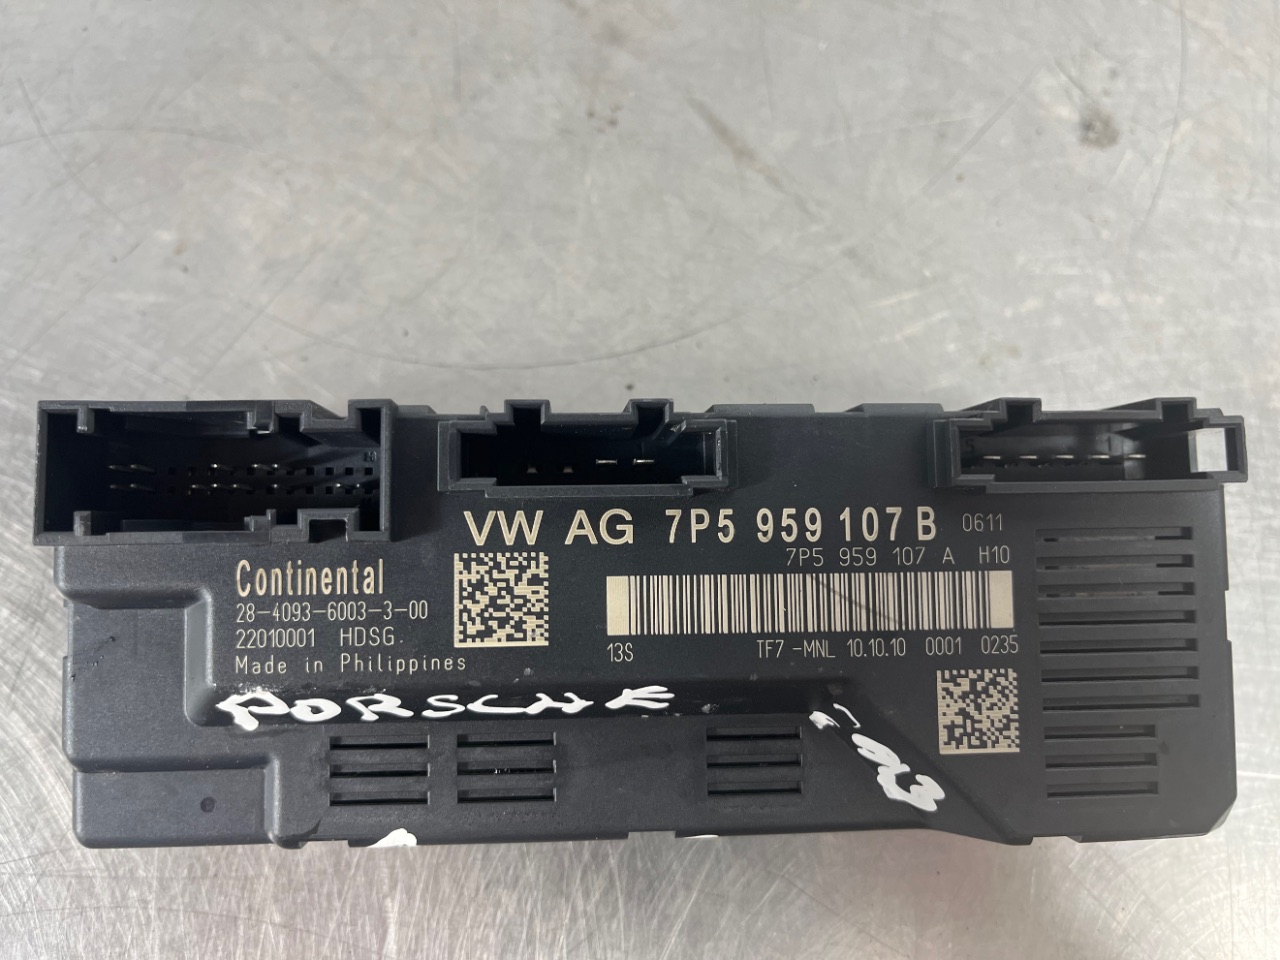 VW AG 7P5 959 107 B 0611
7P5 959 107 A H10
Continental
28-4093-6003-3-00
22010001 HDSG.
Made in Philippines
13S TF7-MNL 10.10.10 0001 0235
PORSCHE